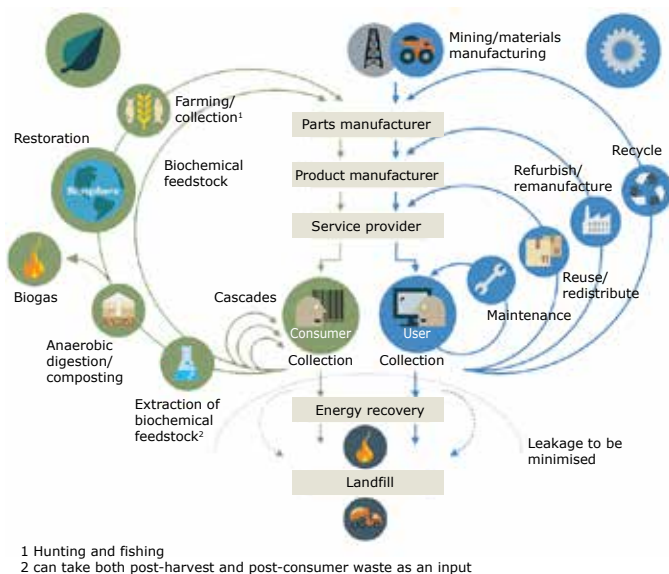 Mining/materials
manufacturing
Farming/
collection1
Parts manufacturer
Restoration
Biochemical
feedstock
Biosphere
Product manufacturer
Refurbish/
remanufacture
Recycle
Service provider
Biogas
Cascades
Reuse/
redistribute
Maintenance
Consumer
User
Anaerobic
digestion/
composting
Collection
Collection
Extraction of
biochemical
feedstock2
Energy recovery
Leakage to be
minimised
Landfill
1 Hunting and fishing
2 can take both post-harvest and post-consumer waste as an input